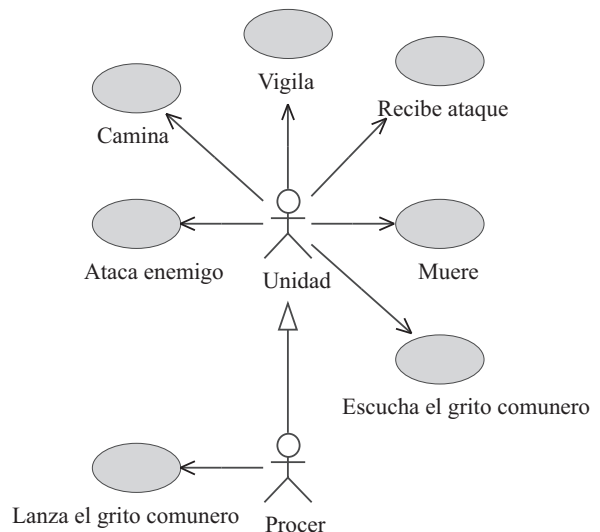 Vigila
Recibe ataque
Camina
Ataca enemigo
Unidad
Muere
Escucha el grito comunero
Lanza el grito comunero
Procer